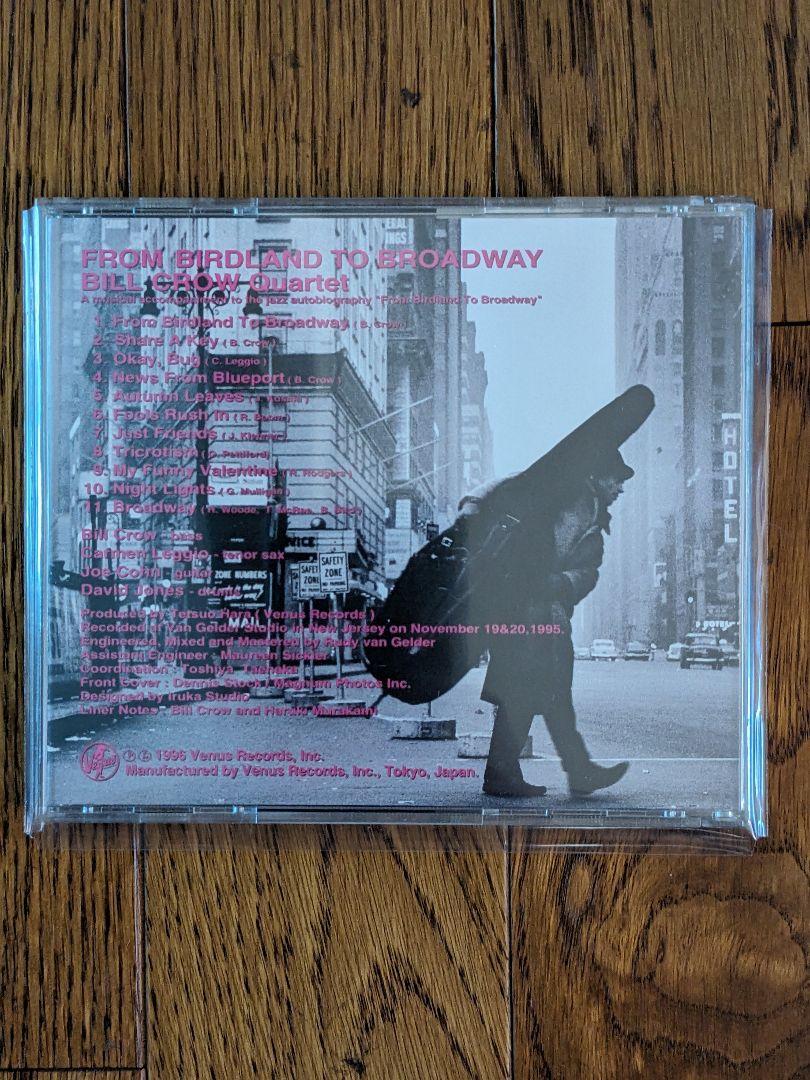 FROM BIRDLAND TO BROADWAY
BILL CROW Quartet
A musical accompaniment to the jazz autobiography "From Birdland To Broadway"
1. From Birdland To Broadway ( B. Crow )
2. Share A Key ( B. Crow )
3. Okay, Bug ( C. Leggio )
4. News From Blueport ( B. Crow )
5. Autumn Leaves
6. Fools Rush In ( R. Bloom )
7. Just Friends ( J. Klenner )
8. Tricrotism ( O. Pettiford)
9. My Funny Valentine ( R. Rodgers )
10. Night Lights ( G. Mulligan )
11. Broadway ( H. Woode, T. McRae, B. Bird )
Bill Crow - bass
Carmen Leggio - tenor sax
Joe Cohn - guitar
David Jones - drums
Produced by Tetsuo Hara ( Venus Records )
Recorded at Van Gelder Studio in New Jersey on November 19&20,1995.
Engineered, Mixed and Mastered by Rudy van Gelder
Assistant Engineer - Maureen Sickler
Coordination : Toshiya
Front Cover : Dennis Stock / Magnum Photos Inc.
Designed by Iruka Studio
Liner Notes : Bill Crow and Haruki Murakami
Venus
℗ © 1996 Venus Records, Inc.
Manufactured by Venus Records, Inc., Tokyo, Japan.
HOTEL
SAFETY
ZONE
SAFETY
ZONE
ZONE NUMBERS
MAIL